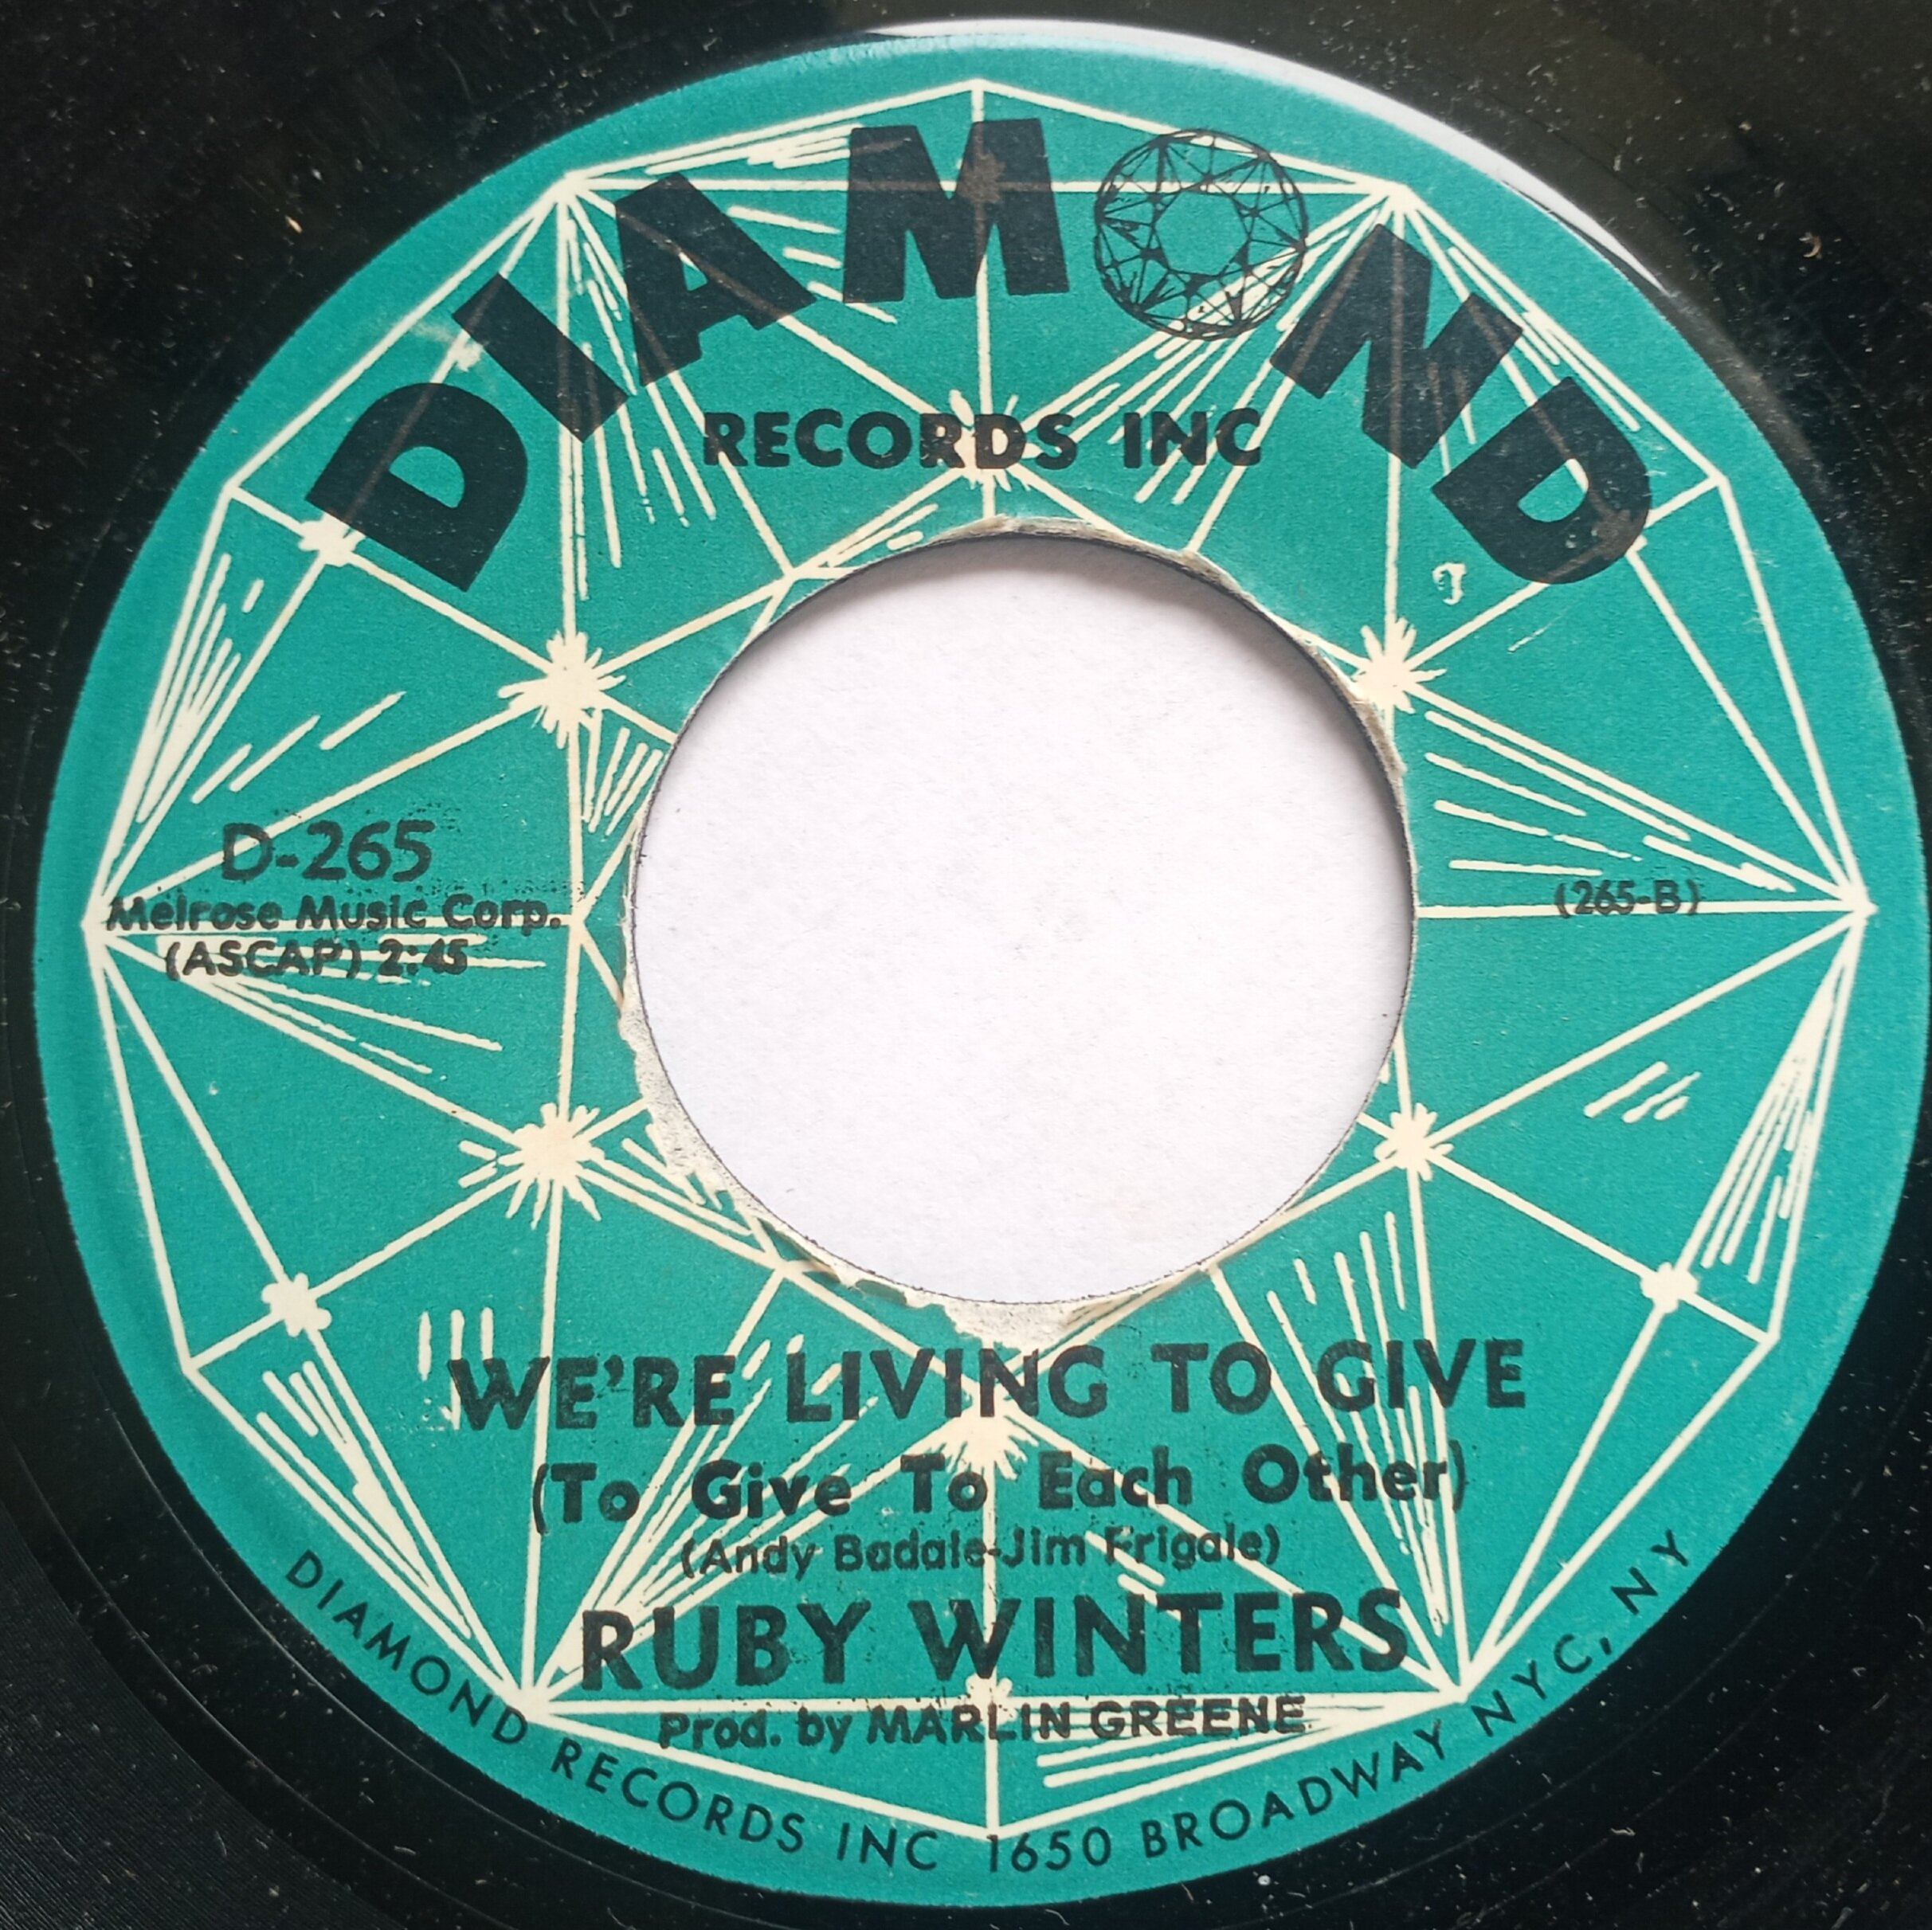 DIAMOND
RECORDS INC
D-265
Melrose Music Corp.
(ASCAP) 2:45
(265-B)
WE'RE LIVING TO GIVE
(To Give To Each Other)
(Andy Badale-Jim Frigale)
RUBY WINTERS
Prod. by MARLIN GREENE
DIAMOND RECORDS INC 1650 BROADWAY NYC, NY